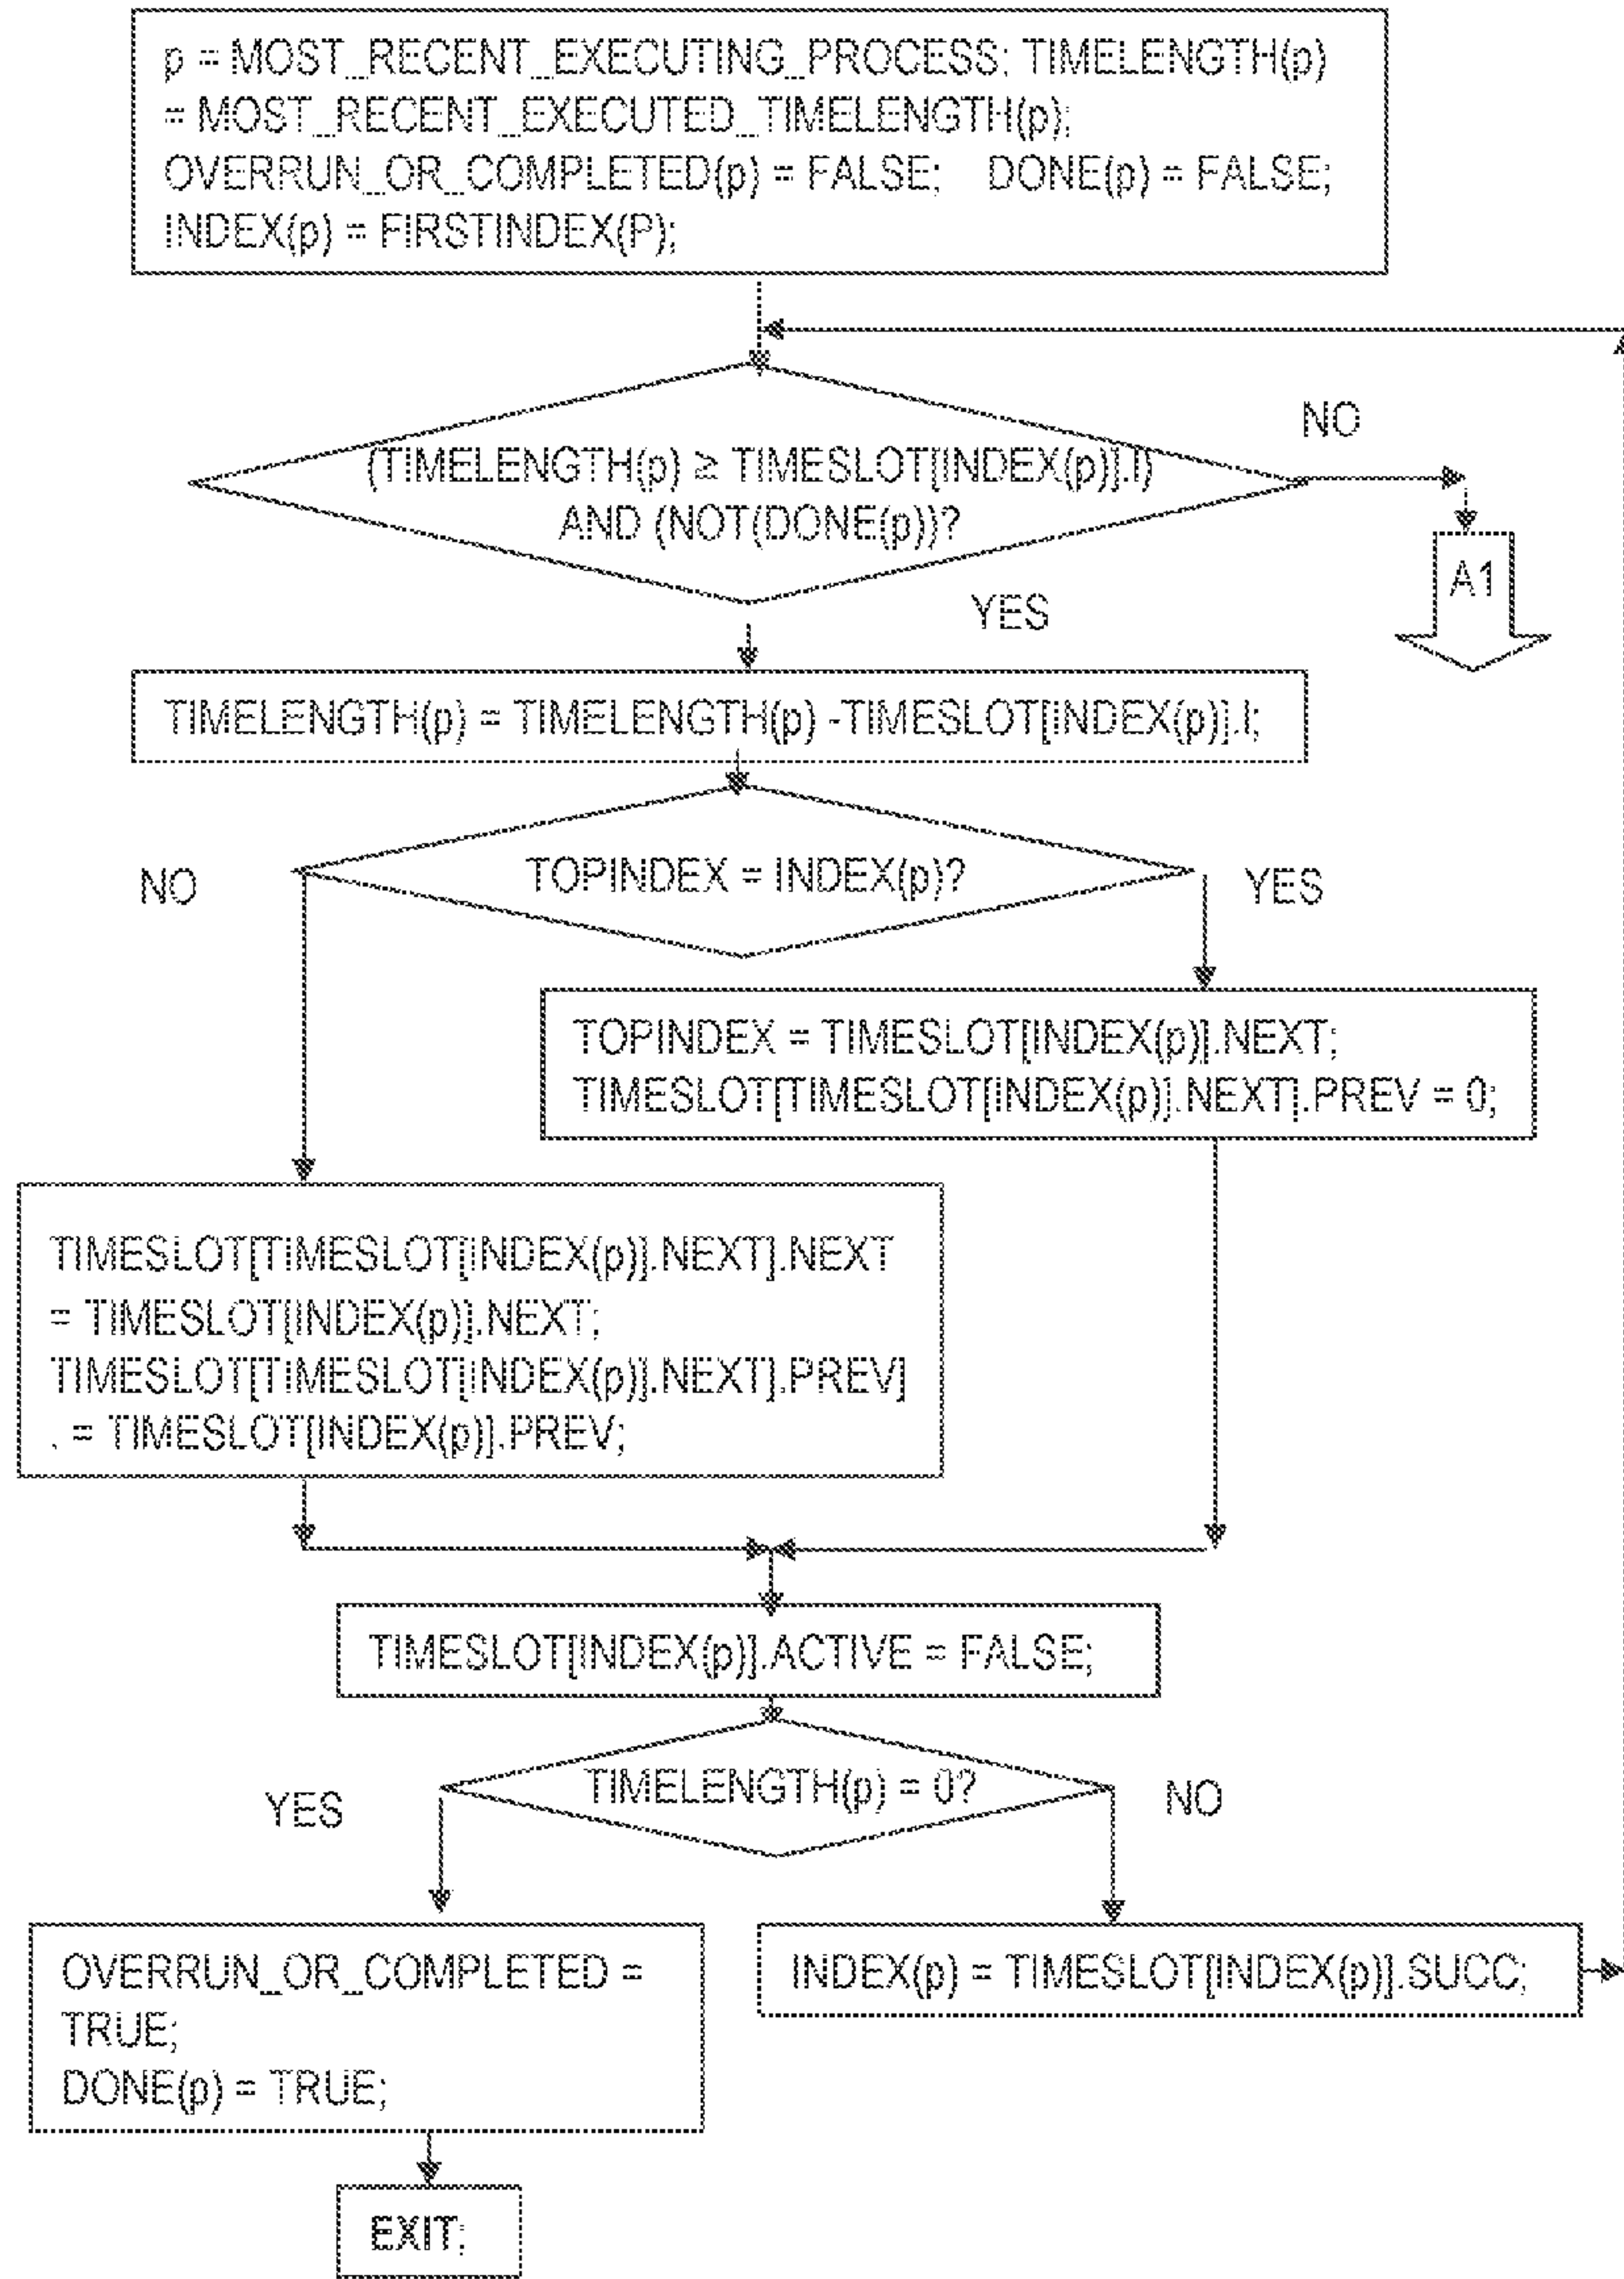 p = MOST_RECENT_EXECUTING_PROCESS; TIMELENGTH(p)
= MOST_RECENT_EXECUTED_TIMELENGTH(p);
OVERRUN_OR_COMPLETED(p) = FALSE; DONE(p) = FALSE;
INDEX(p) = FIRSTINDEX(P);
NO
(TIMELENGTH(p) ≥ TIMESLOT[INDEX(p)].l)
AND (NOT(DONE(p))?
A1
YES
TIMELENGTH(p) = TIMELENGTH(p) -TIMESLOT[INDEX(p)].l;
NO
TOPINDEX = INDEX(p)?
YES
TOPINDEX = TIMESLOT[INDEX(p)].NEXT;
TIMESLOT[TIMESLOT[INDEX(p)].NEXT].PREV = 0;
TIMESLOT[TIMESLOT[INDEX(p)].NEXT].NEXT
= TIMESLOT[INDEX(p)].NEXT;
TIMESLOT[TIMESLOT[INDEX(p)].NEXT].PREV]
. = TIMESLOT[INDEX(p)].PREV;
TIMESLOT[INDEX(p)].ACTIVE = FALSE;
YES
TIMELENGTH(p) = 0?
NO
OVERRUN_OR_COMPLETED =
TRUE;
DONE(p) = TRUE;
INDEX(p) = TIMESLOT[INDEX(p)].SUCC;
EXIT;